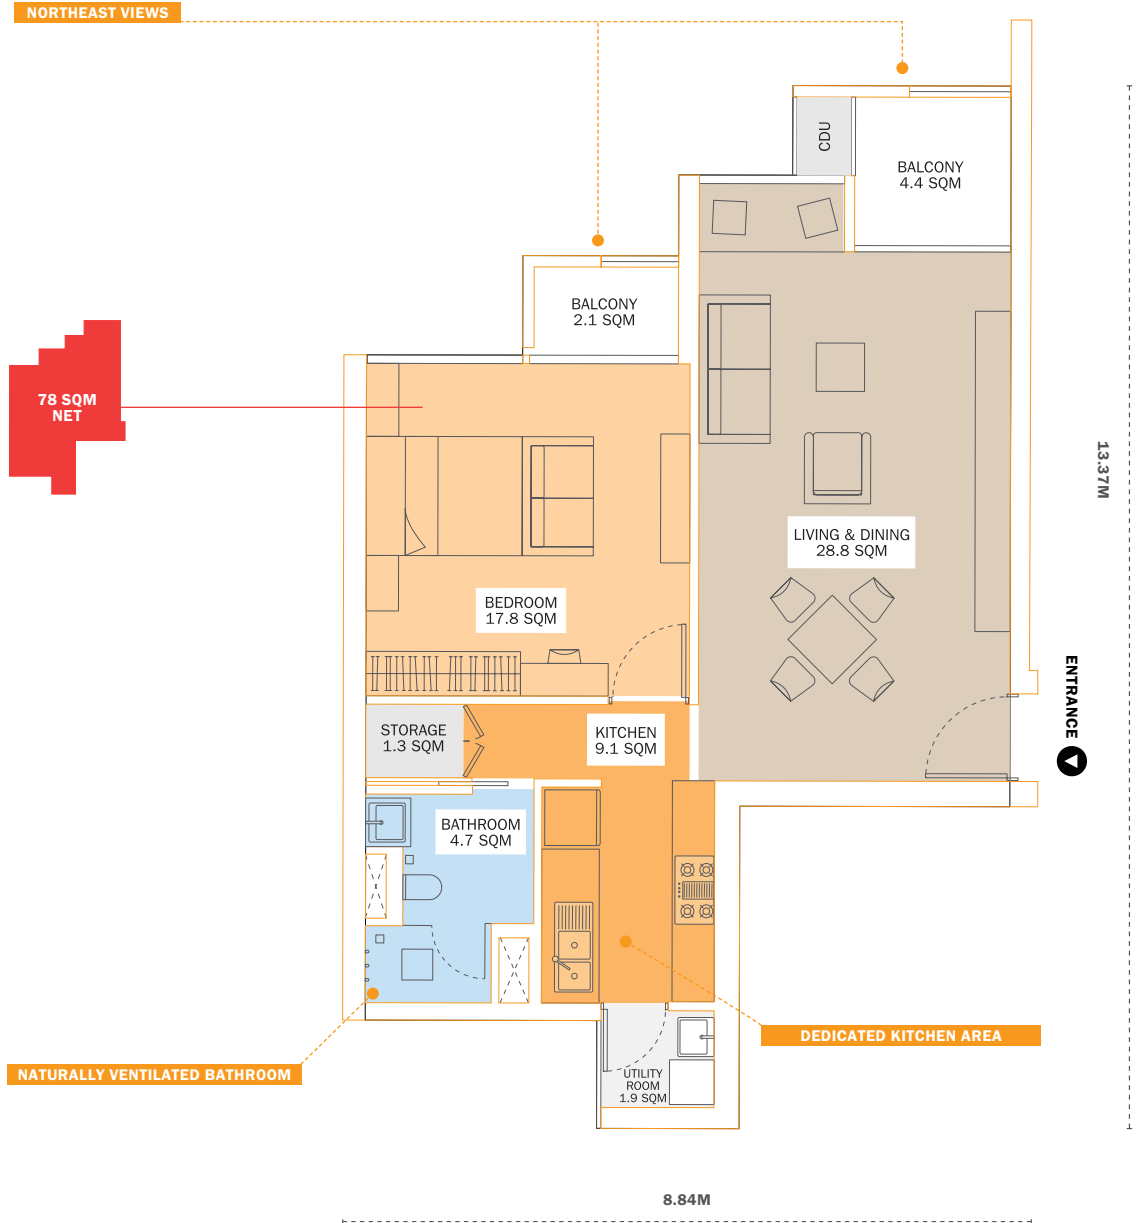 NORTHEAST VIEWS
CDU
BALCONY
4.4 SQM
BALCONY
2.1 SQM
78 SQM
NET
13.37M
LIVING & DINING
28.8 SQM
BEDROOM
17.8 SQM
ENTRANCE
STORAGE
1.3 SQM
KITCHEN
9.1 SQM
BATHROOM
4.7 SQM
DEDICATED KITCHEN AREA
NATURALLY VENTILATED BATHROOM
UTILITY
ROOM
1.9 SQM
8.84M